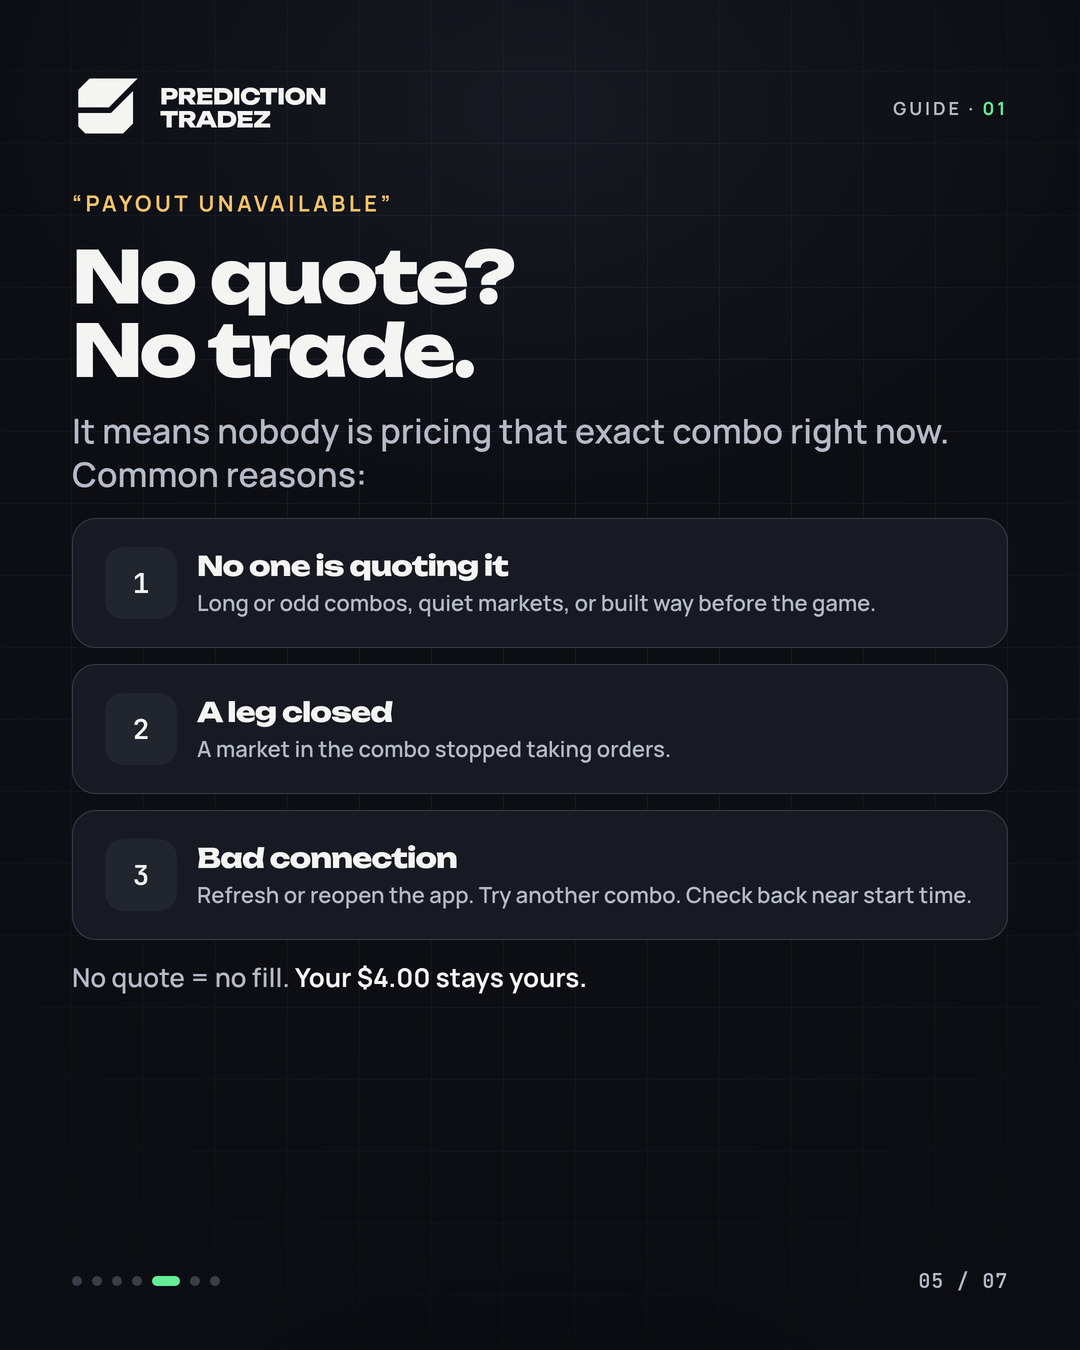 PREDICTION
TRADEZ
GUIDE · 01
“PAYOUT UNAVAILABLE”
No quote?
No trade.
It means nobody is pricing that exact combo right now.
Common reasons:
1
No one is quoting it
Long or odd combos, quiet markets, or built way before the game.
2
A leg closed
A market in the combo stopped taking orders.
3
Bad connection
Refresh or reopen the app. Try another combo. Check back near start time.
No quote = no fill. Your $4.00 stays yours.
05 / 07